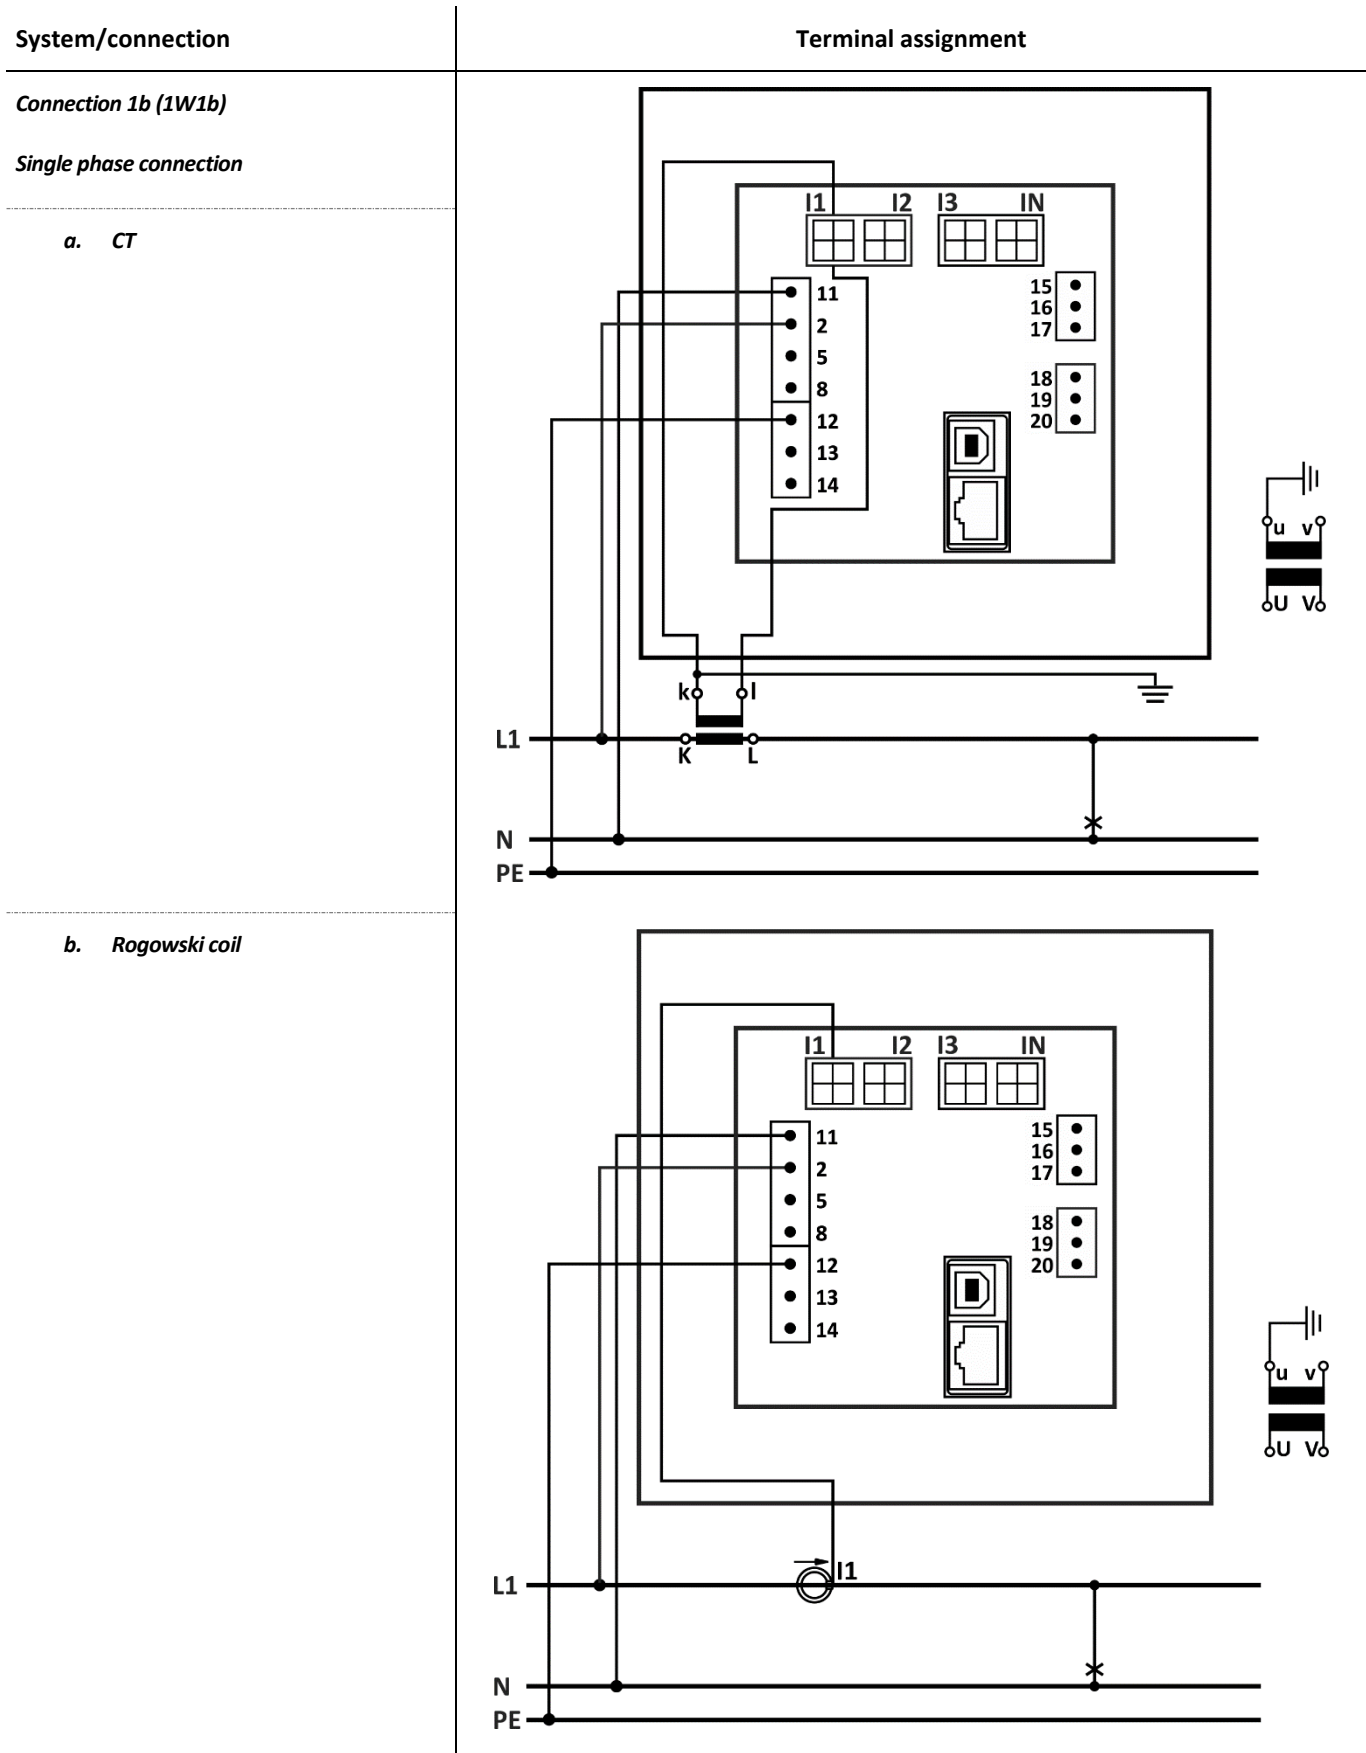 System/connection
Terminal assignment
Connection 1b (1W1b)
Single phase connection
a. CT
I1 I2 I3 IN
11
2
5
8
12
13
14
15
16
17
18
19
20
u v
U V
k l
L1
K L
N
PE
b. Rogowski coil
I1 I2 I3 IN
11
2
5
8
12
13
14
15
16
17
18
19
20
u v
U V
I1
L1
N
PE